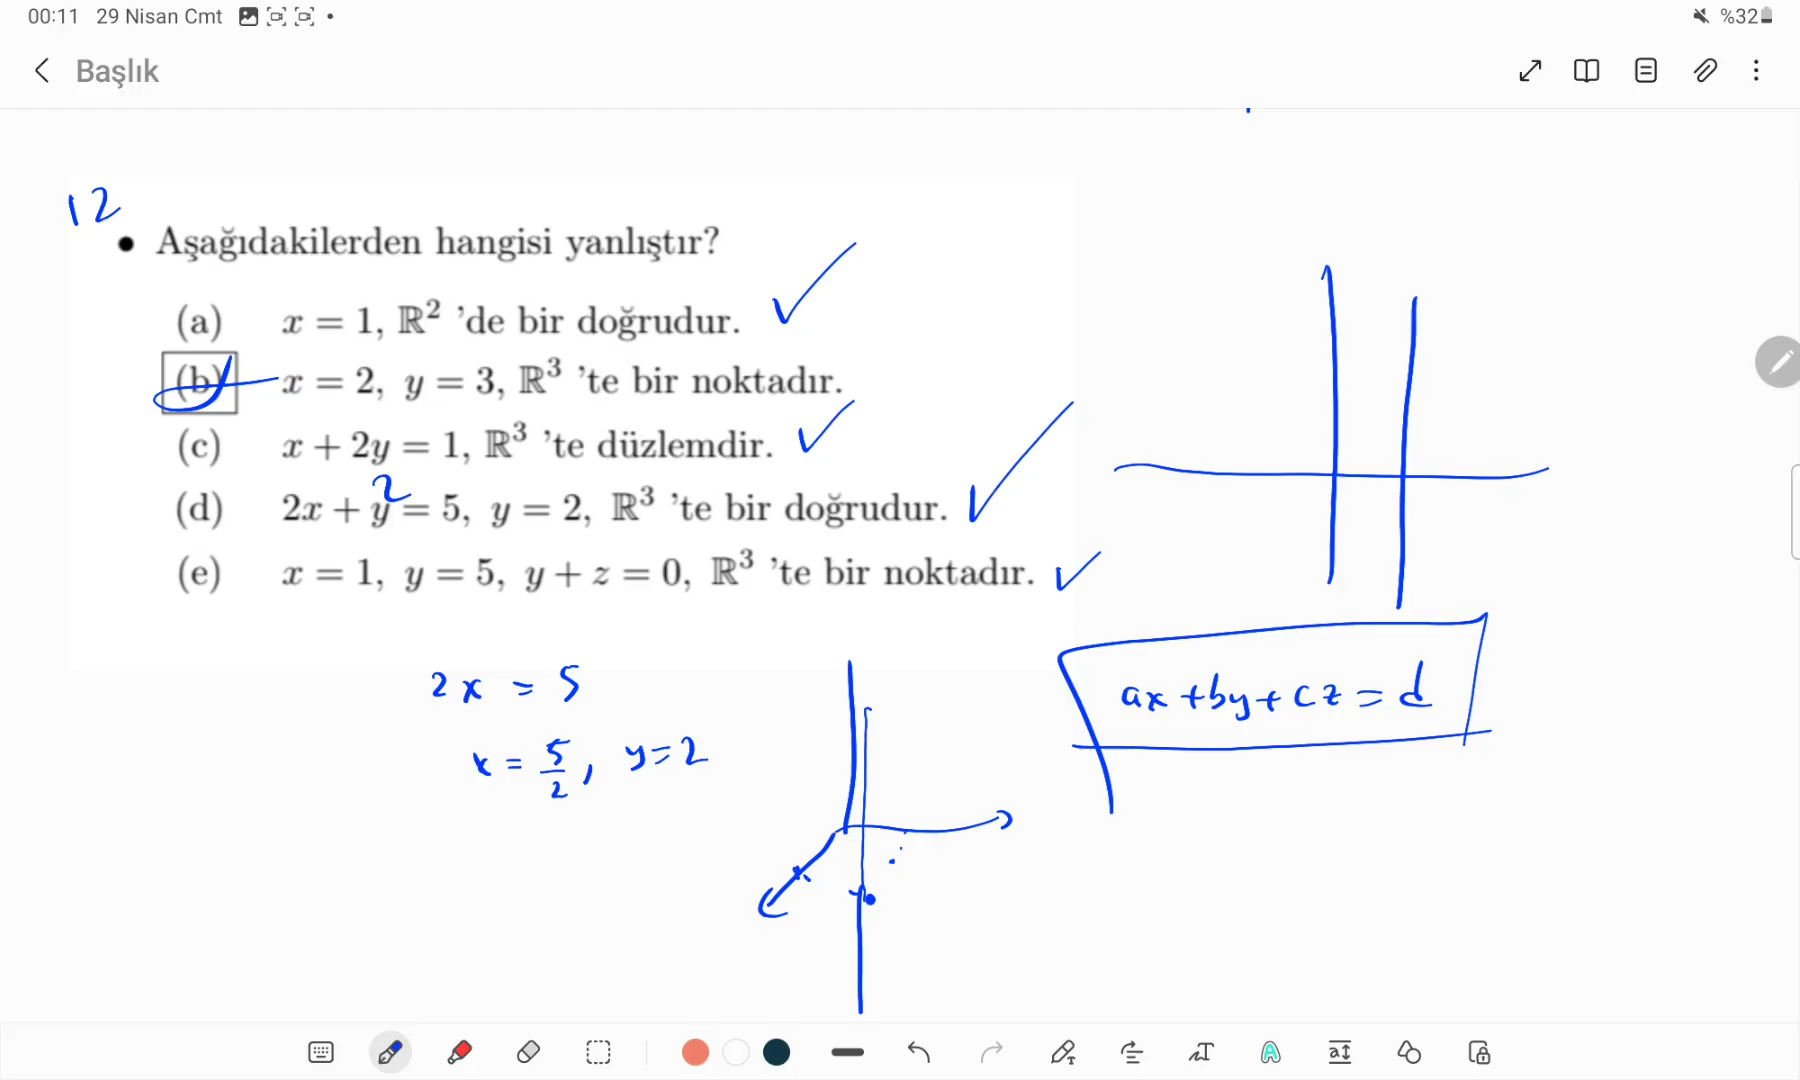 00:11 29 Nisan Cmt
%32
Başlık
12
• Aşağıdakilerden hangisi yanlıştır?
(a) x = 1, ℝ² 'de bir doğrudur.
(b) x = 2, y = 3, ℝ³ 'te bir noktadır.
(c) x + 2y = 1, ℝ³ 'te düzlemdir.
2
(d) 2x + y = 5, y = 2, ℝ³ 'te bir doğrudur.
(e) x = 1, y = 5, y + z = 0, ℝ³ 'te bir noktadır.
2x = 5
x = 5/2, y=2
ax+by+cz=d